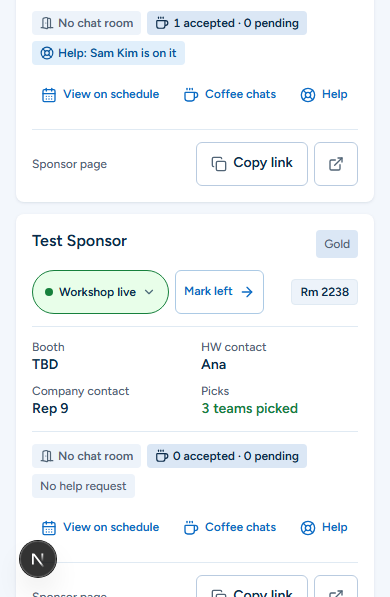 No chat room 1 accepted · 0 pending
Help: Sam Kim is on it
View on schedule Coffee chats Help
Sponsor page Copy link
Test Sponsor Gold
Workshop live Mark left Rm 2238
Booth HW contact
TBD Ana
Company contact Picks
Rep 9 3 teams picked
No chat room 0 accepted · 0 pending
No help request
View on schedule Coffee chats Help
N
Sponsor page Copy link